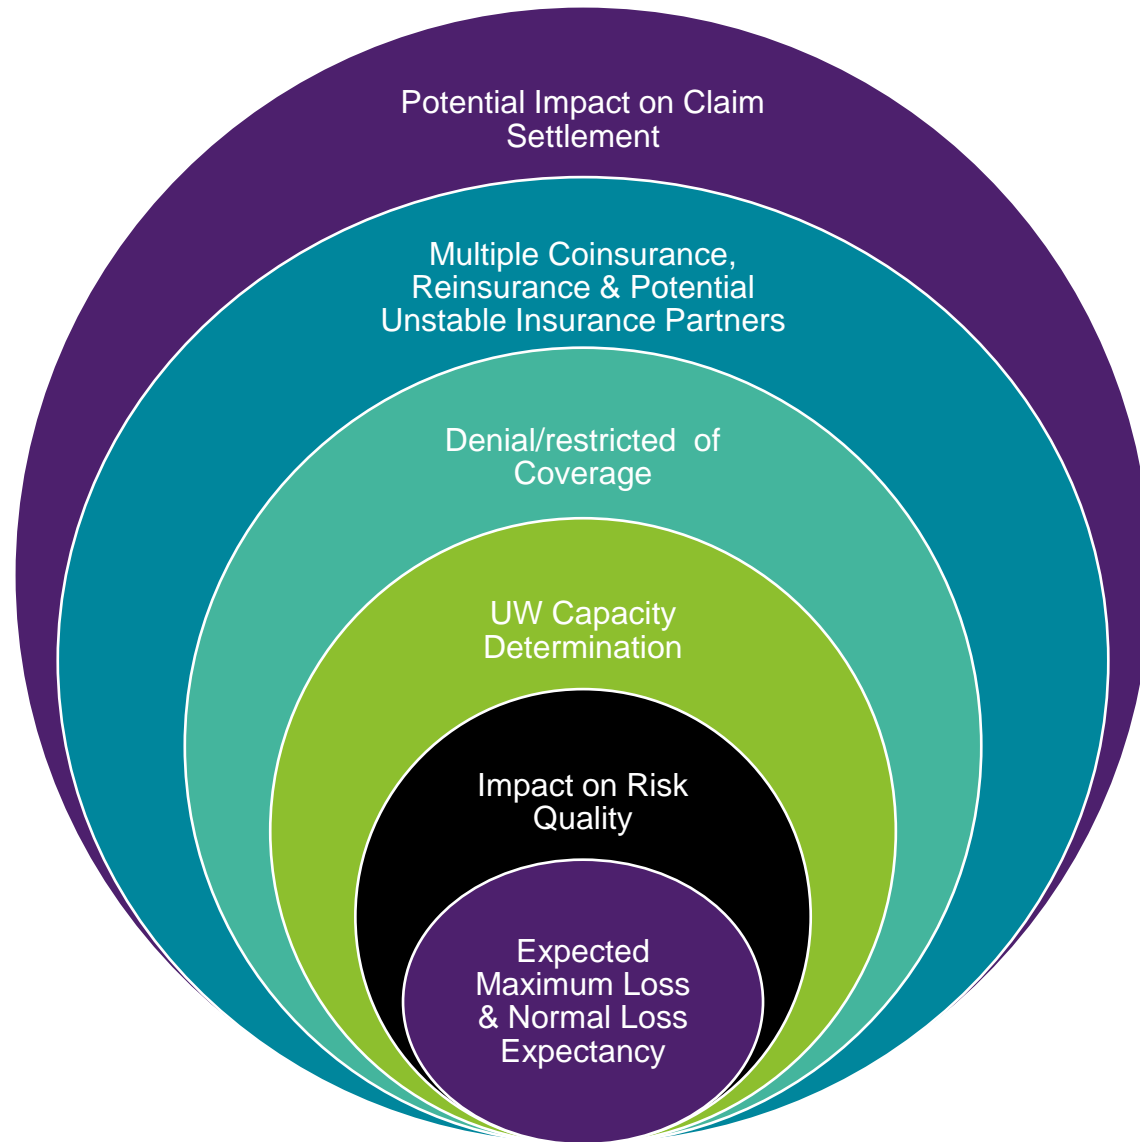 Potential Impact on Claim
Settlement
Multiple Coinsurance,
Reinsurance & Potential
Unstable Insurance Partners
Denial/restricted  of
Coverage
UW Capacity
Determination
Impact on Risk
Quality
Expected
Maximum Loss
& Normal Loss
Expectancy